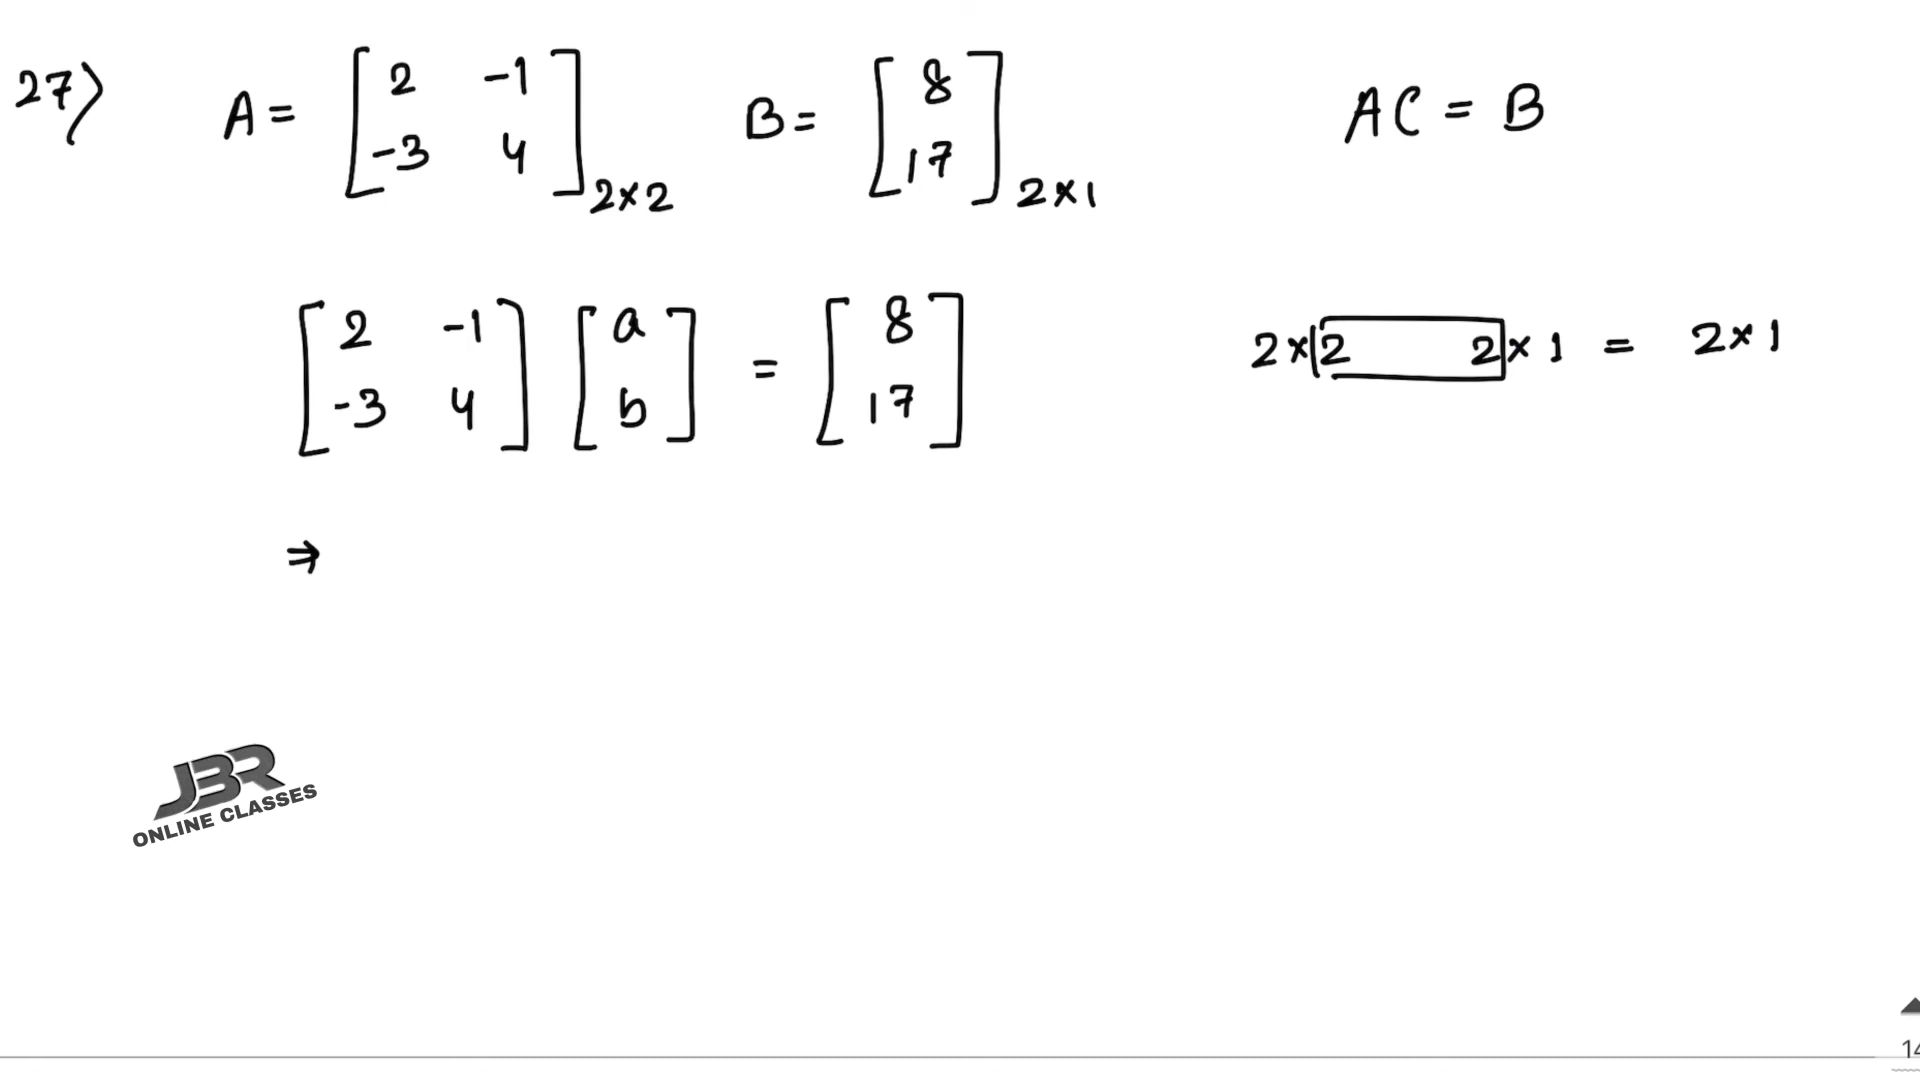 27) A = [ 2 -1 -3 4 ] 2×2 B = [ 8 17 ] 2×1 AC = B
[ 2 -1 -3 4 ] [ a b ] = [ 8 17 ] 2×2 2×1 = 2×1
⇒
JBR
ONLINE CLASSES